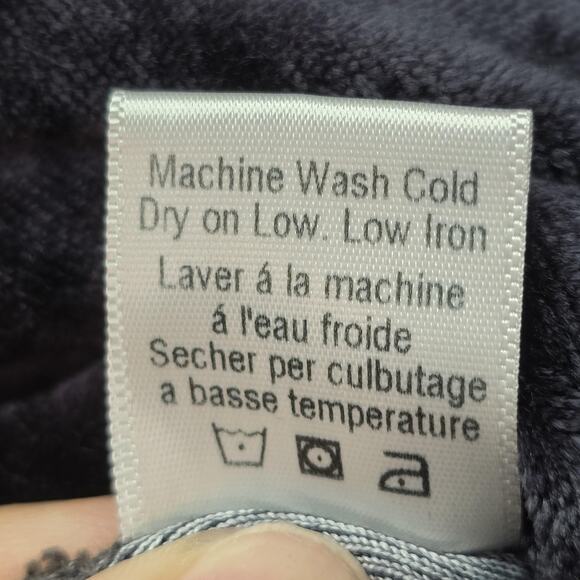 Machine Wash Cold
Dry on Low. Low Iron
Laver á la machine
á l'eau froide
Secher per culbutage
a basse temperature